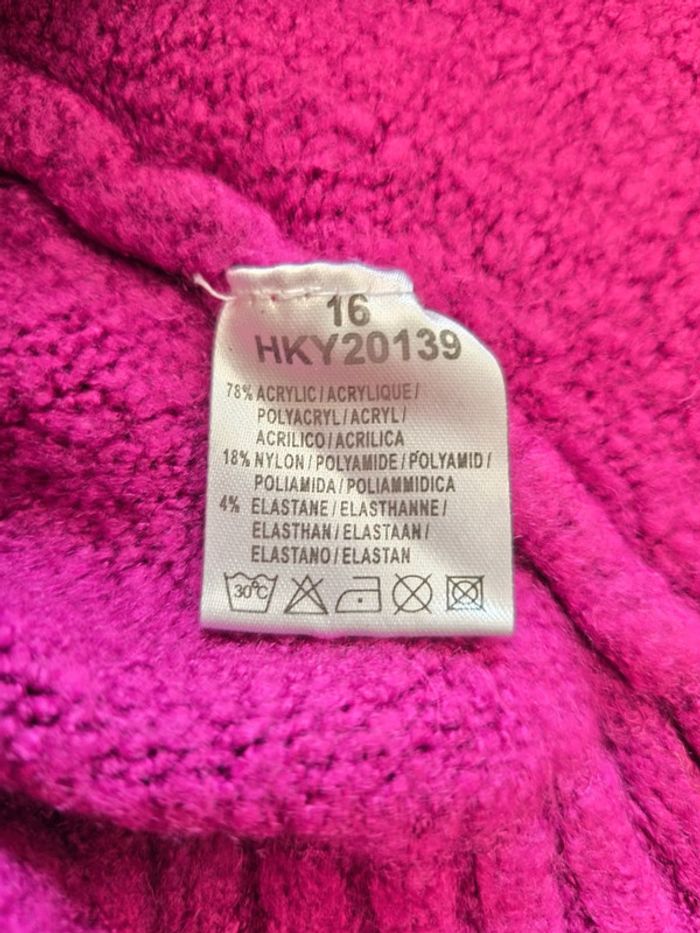 16
HKY20139
78% ACRYLIC/ACRYLIQUE/
POLYACRYL/ACRYL/
ACRILICO/ACRILICA
18% NYLON/POLYAMIDE/POLYAMID/
POLIAMIDA/POLIAMMIDICA
4% ELASTANE/ELASTHANNE/
ELASTHAN/ELASTAAN/
ELASTANO/ELASTAN
30°C